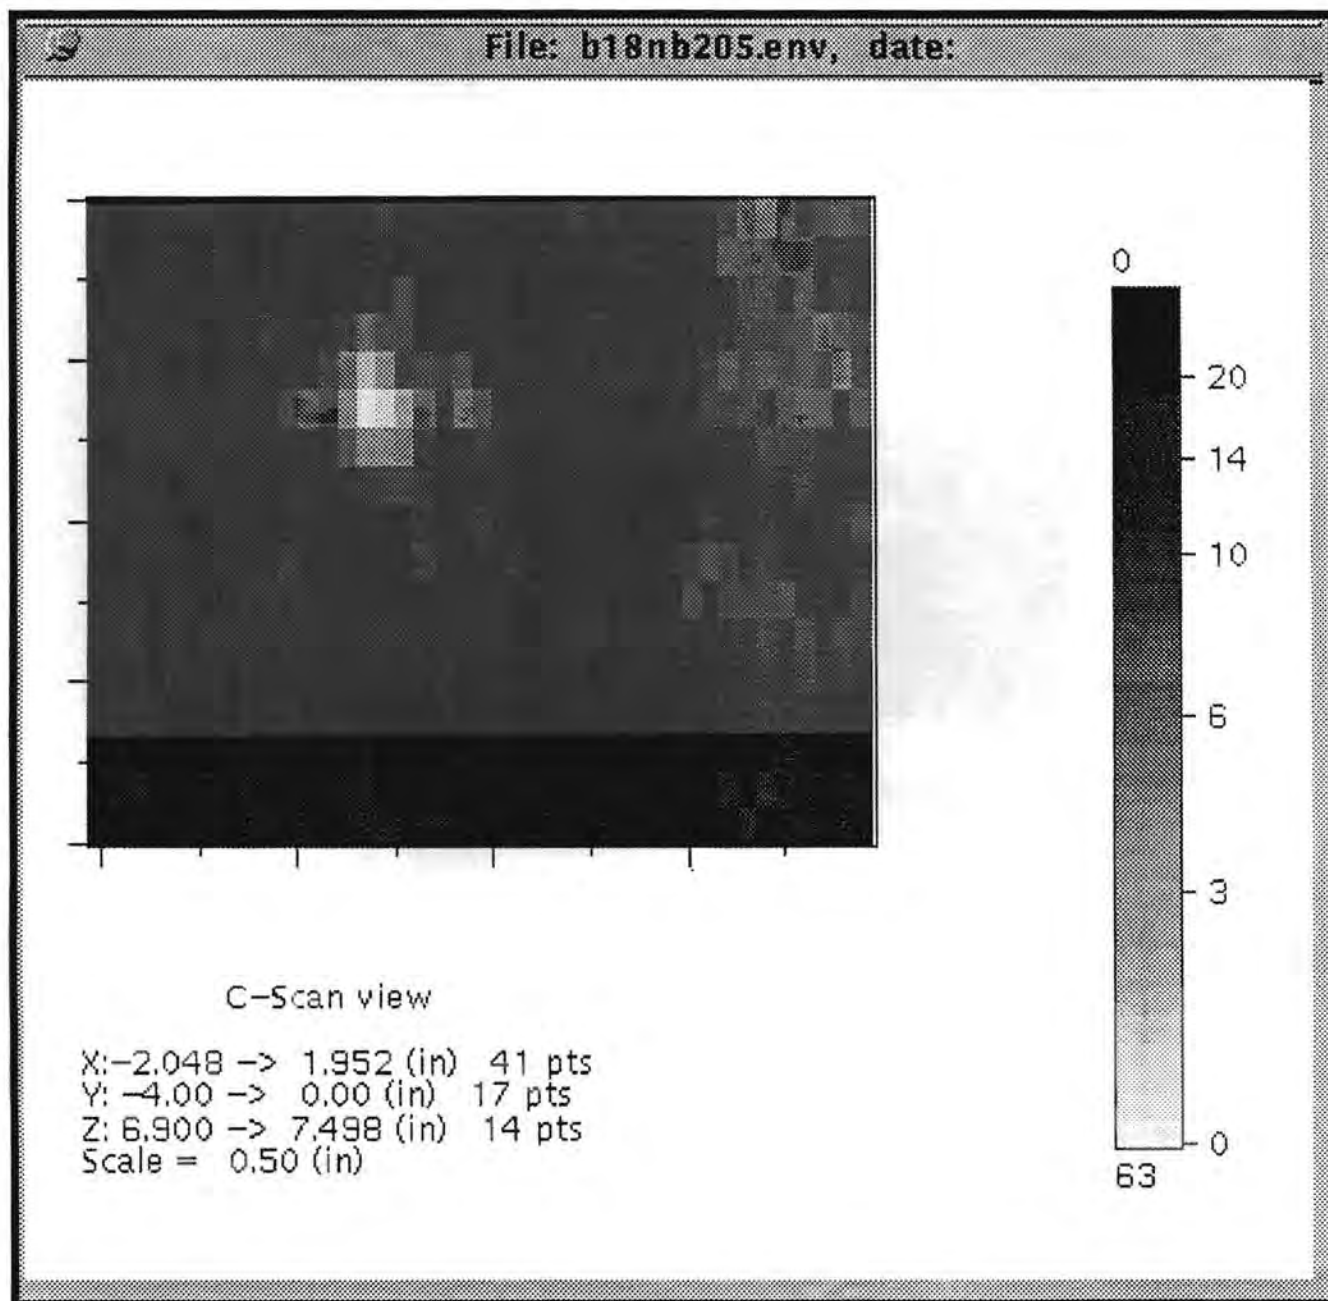 File: b18nb205.env, date:
0
20
14
10
6
3
0
63
C-Scan view
X:-2.048 -> 1.952 (in) 41 pts
Y: -4.00 -> 0.00 (in) 17 pts
Z: 6.900 -> 7.498 (in) 14 pts
Scale = 0.50 (in)